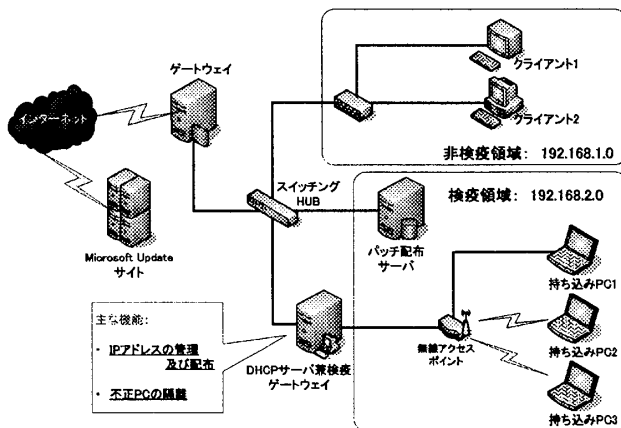 クライアント1
ゲートウェイ
クライアント2
インターネット
非検疫領域: 192.168.1.0
スイッチング
HUB
検疫領域: 192.168.2.0
Microsoft Update
サイト
パッチ配布
サーバ
持ち込みPC1
主な機能:
・ IPアドレスの管理
及び配布
・ 不正PCの隔離
DHCPサーバ兼検疫
ゲートウェイ
無線アクセス
ポイント
持ち込みPC2
持ち込みPC3